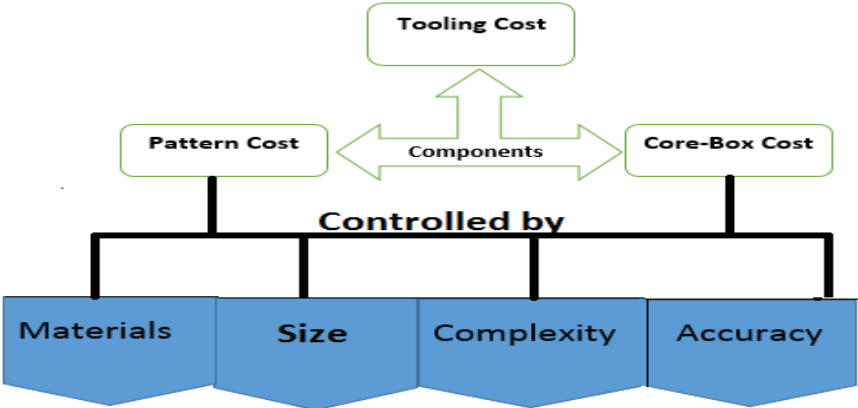 Tooling Cost
Pattern Cost
Components
Core-Box Cost
Controlled by
Materials
Size
Complexity
Accuracy